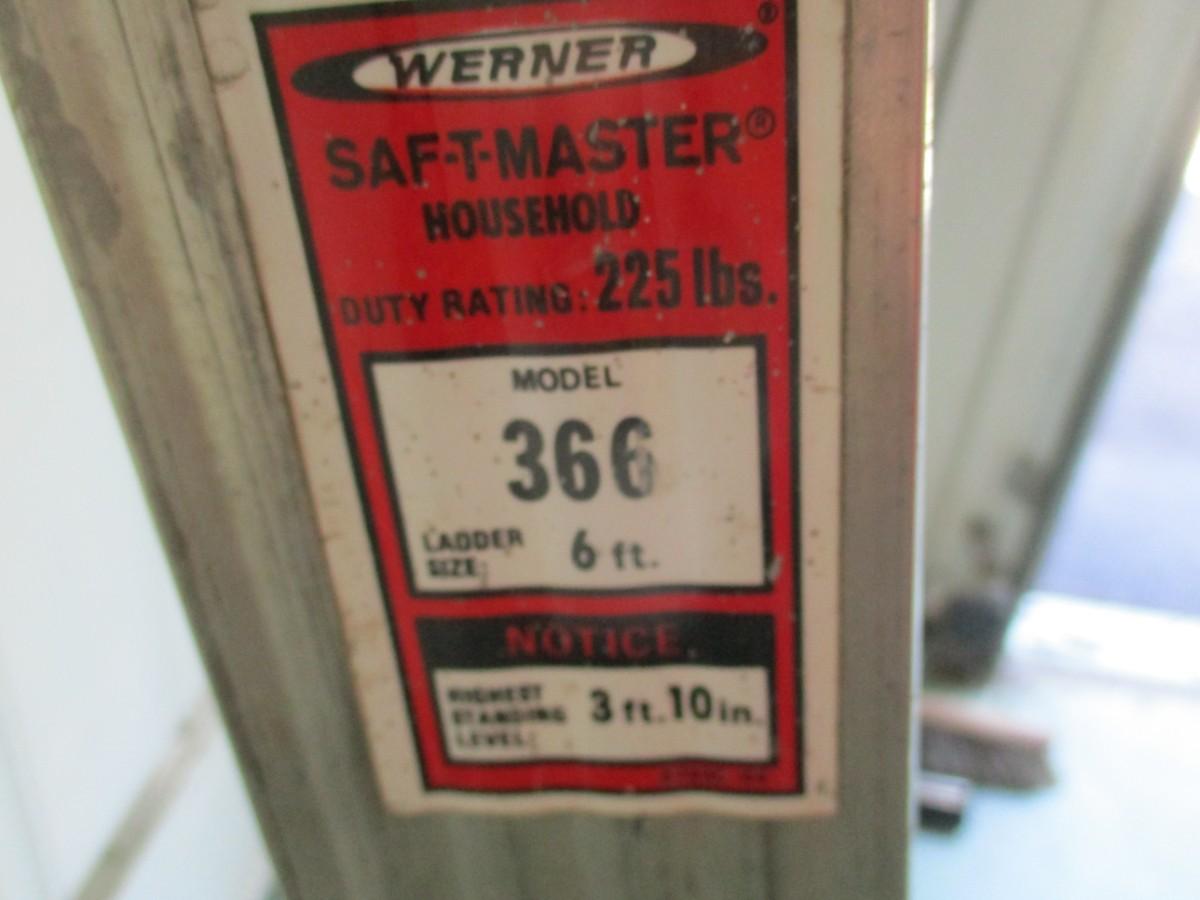 WERNER®
SAF-T-MASTER®
HOUSEHOLD
DUTY RATING: 225 lbs.
MODEL
366
LADDER
SIZE: 6 ft.
NOTICE
HIGHEST
STANDING 3 ft. 10 in.
LEVEL: